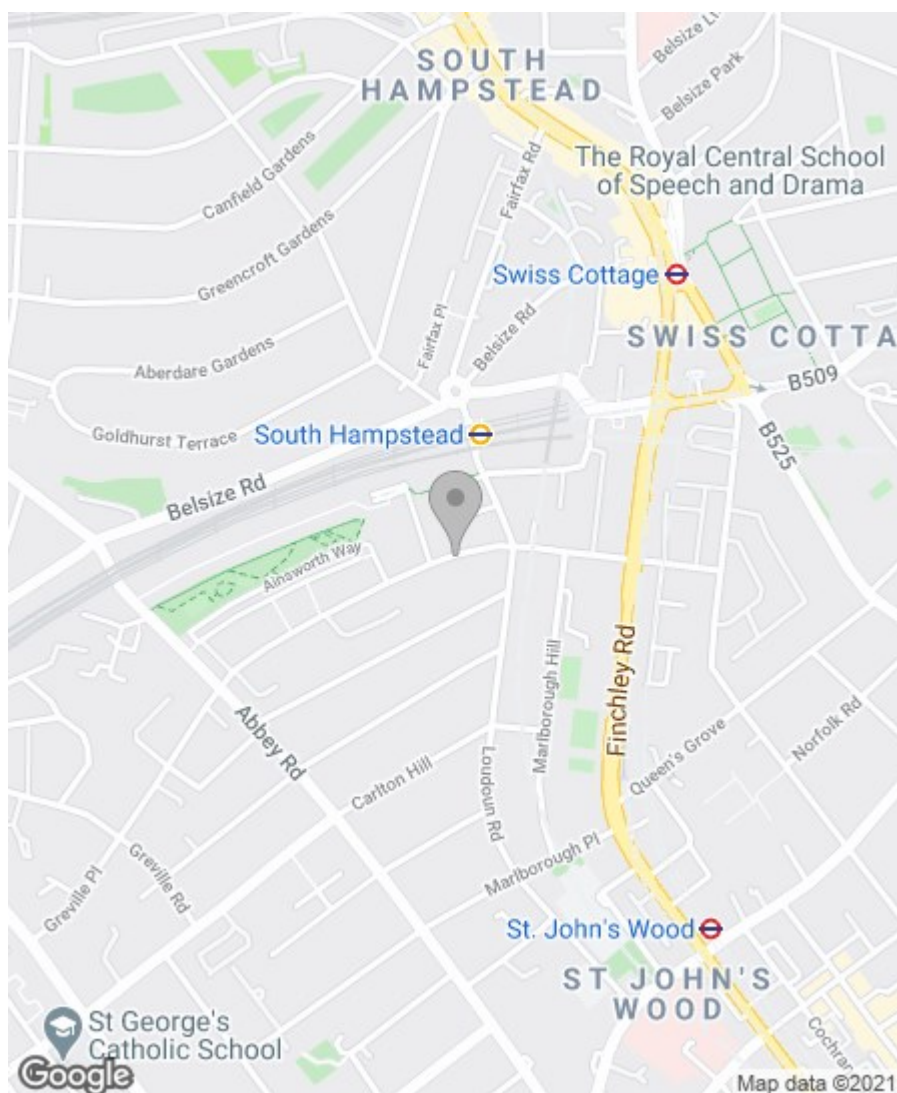 SOUTH
HAMPSTEAD
Belsize Park
The Royal Central School
of Speech and Drama
Canfield Gardens
Fairfax Rd
Greencroft Gardens
Swiss Cottage
SWISS COTTA
Fairfax Pl
Belsize Rd
Aberdare Gardens
B509
Goldhurst Terrace
South Hampstead
B525
Belsize Rd
Ainsworth Way
Marlborough Hill
Finchley Rd
Abbey Rd
Queen's Grove
Norfolk Rd
Carlton Hill
Loudoun Rd
Marlborough Pl
Greville Pl
Greville Rd
St. John's Wood
ST JOHN'S
WOOD
St George's
Catholic School
Cochran
Google
Map data ©2021